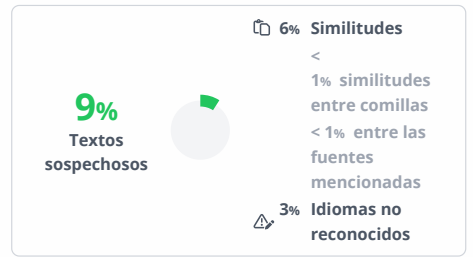 9%
Textos
sospechosos
6% Similitudes
<
1% similitudes
entre comillas
< 1% entre las
fuentes
mencionadas
3% Idiomas no
reconocidos